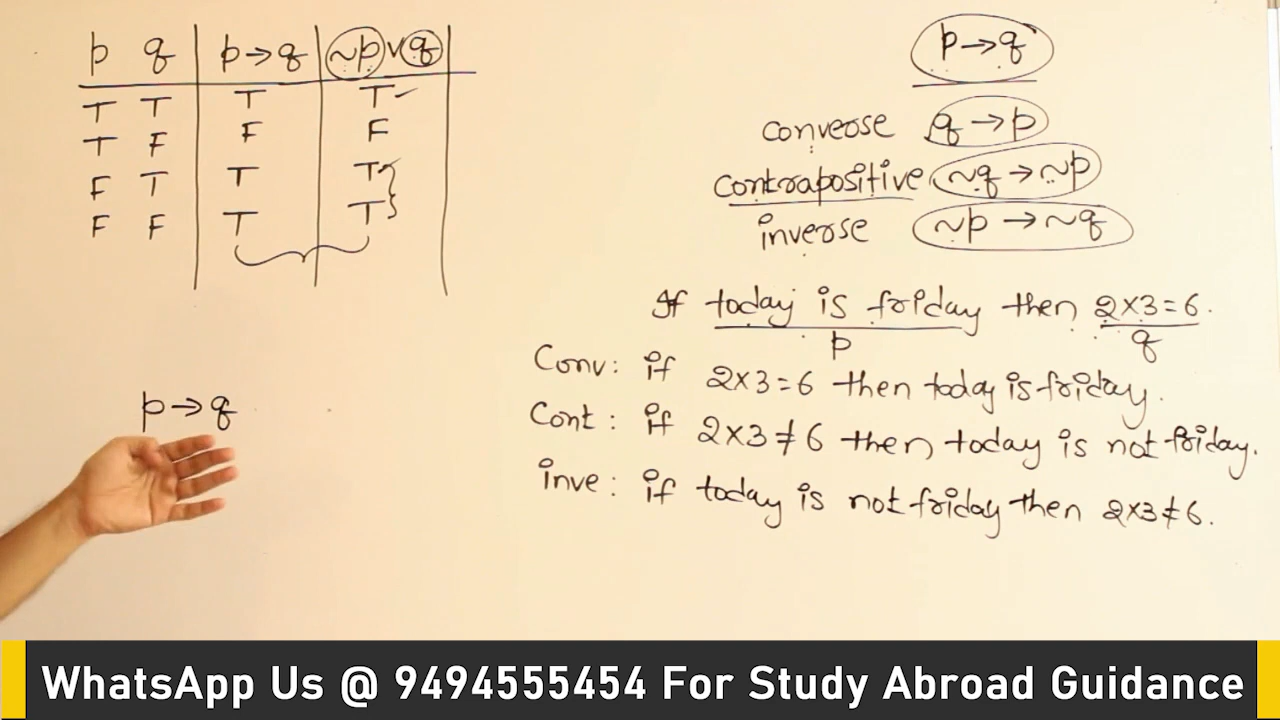 p q p→q ~p∨q
T T T T
T F F F
F T T T
F F T T
p→q
p→q
converse q→p
contrapositive ~q→~p
inverse ~p→~q
If today is friday then 2×3=6.
p q
Conv: if 2×3=6 then today is friday.
Cont: if 2×3≠6 then today is not friday.
inve: if today is not friday then 2×3≠6.
WhatsApp Us @ 9494555454 For Study Abroad Guidance